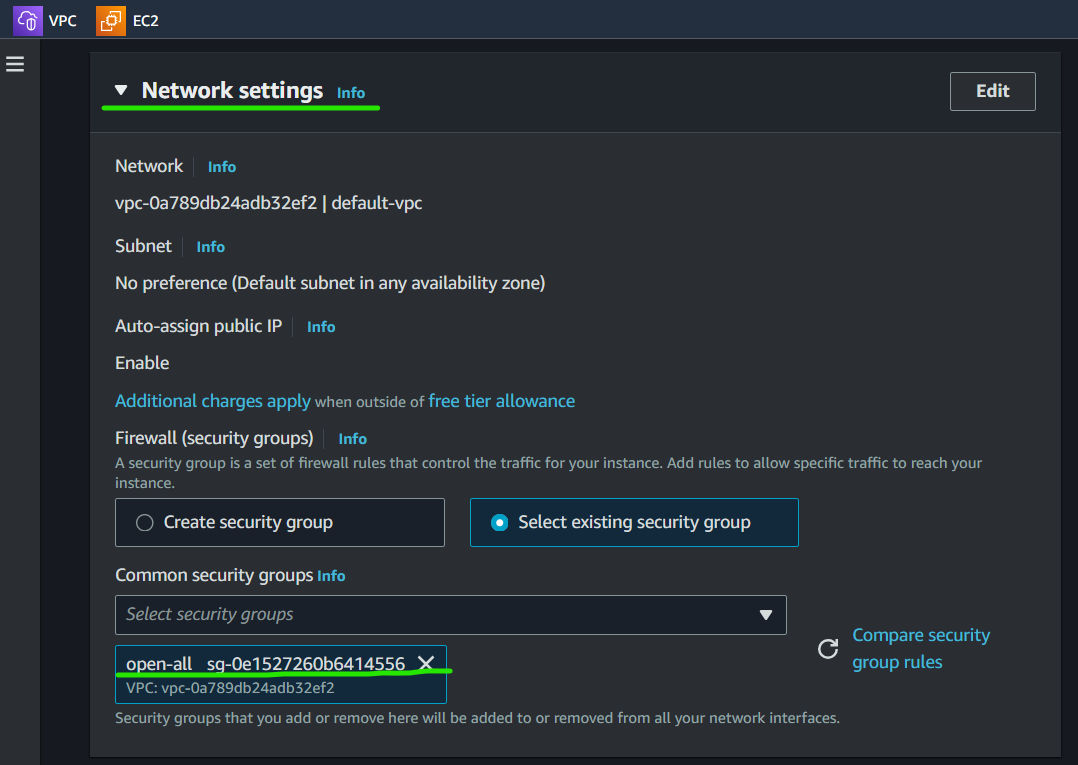 VPC EC2
Network settings Info
Edit
Network Info
vpc-0a789db24adb32ef2 | default-vpc
Subnet Info
No preference (Default subnet in any availability zone)
Auto-assign public IP Info
Enable
Additional charges apply when outside of free tier allowance
Firewall (security groups) Info
A security group is a set of firewall rules that control the traffic for your instance. Add rules to allow specific traffic to reach your
instance.
Create security group
Select existing security group
Common security groups Info
Select security groups
open-all sg-0e1527260b6414556
VPC: vpc-0a789db24adb32ef2
Compare security
group rules
Security groups that you add or remove here will be added to or removed from all your network interfaces.